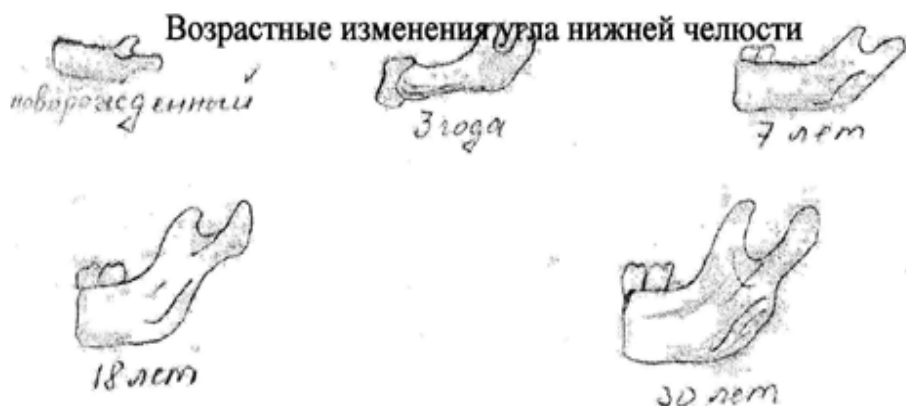 Возрастные изменения угла нижней челюсти
новорожденный
3 года
7 лет
18 лет
30 лет